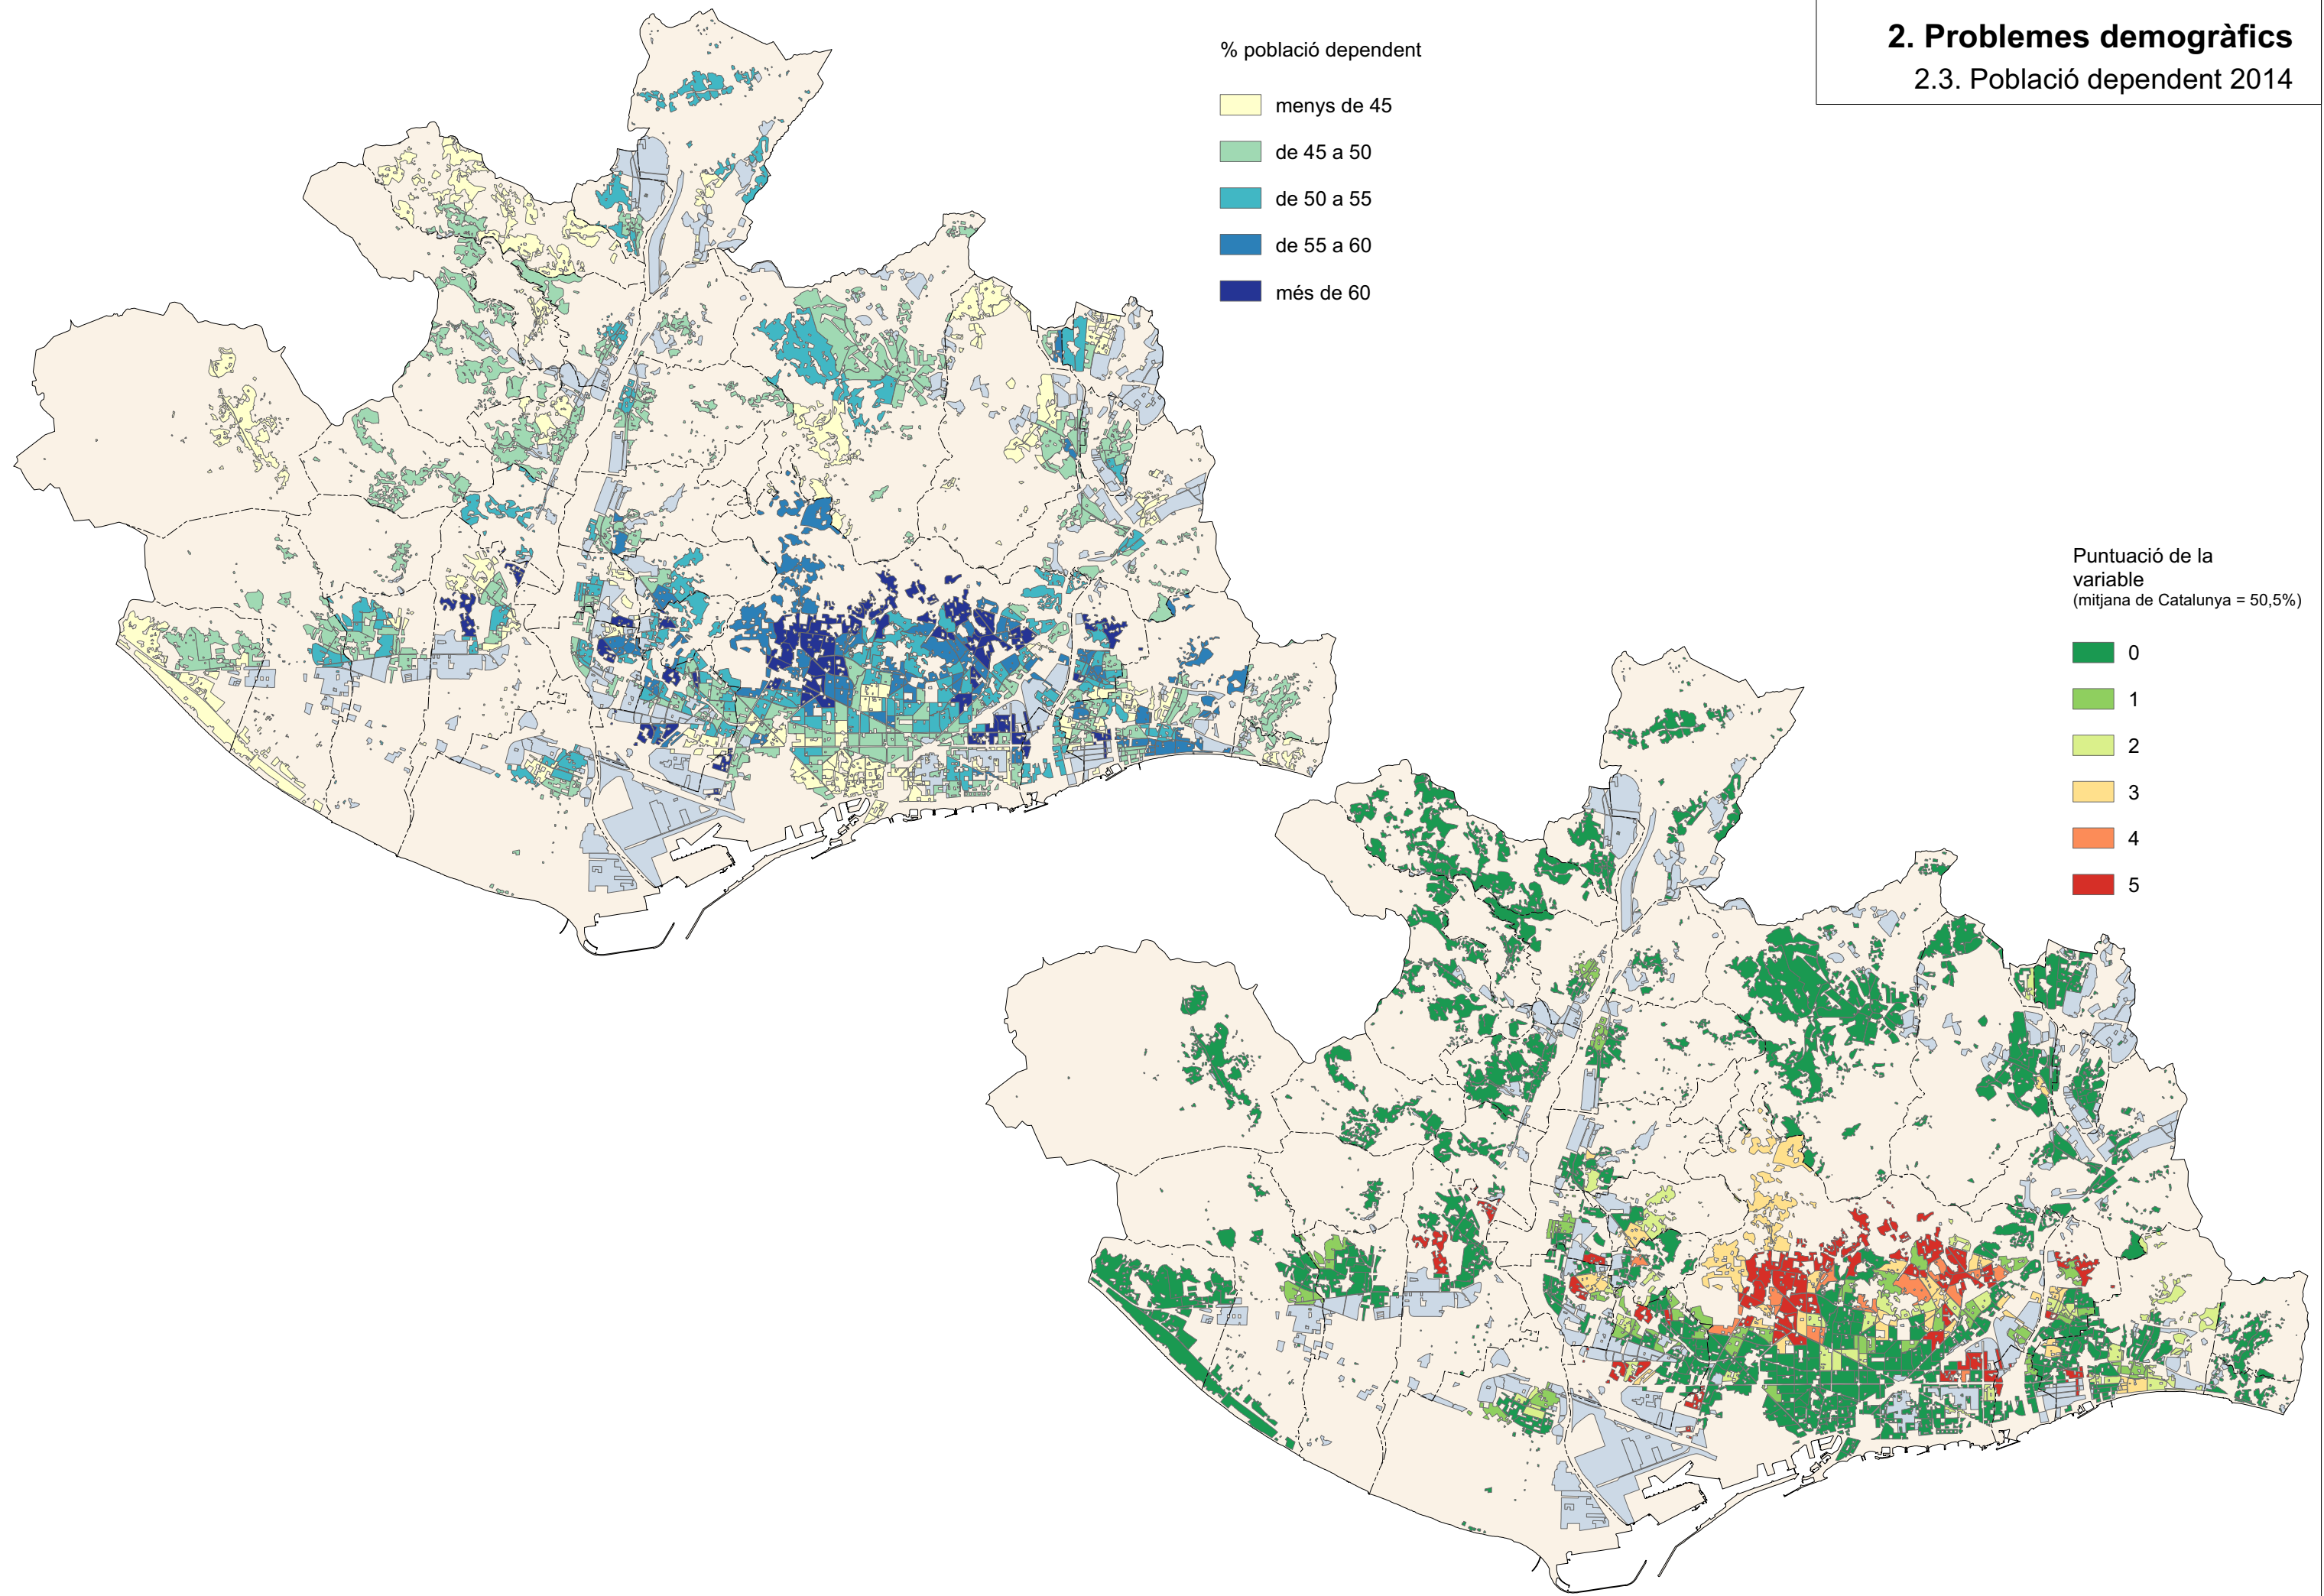 2. Problemes demogràfics
2.3. Població dependent 2014
% població dependent
menys de 45
de 45 a 50
de 50 a 55
de 55 a 60
més de 60
Puntuació de la
variable
(mitjana de Catalunya = 50,5%)
0
1
2
3
4
5